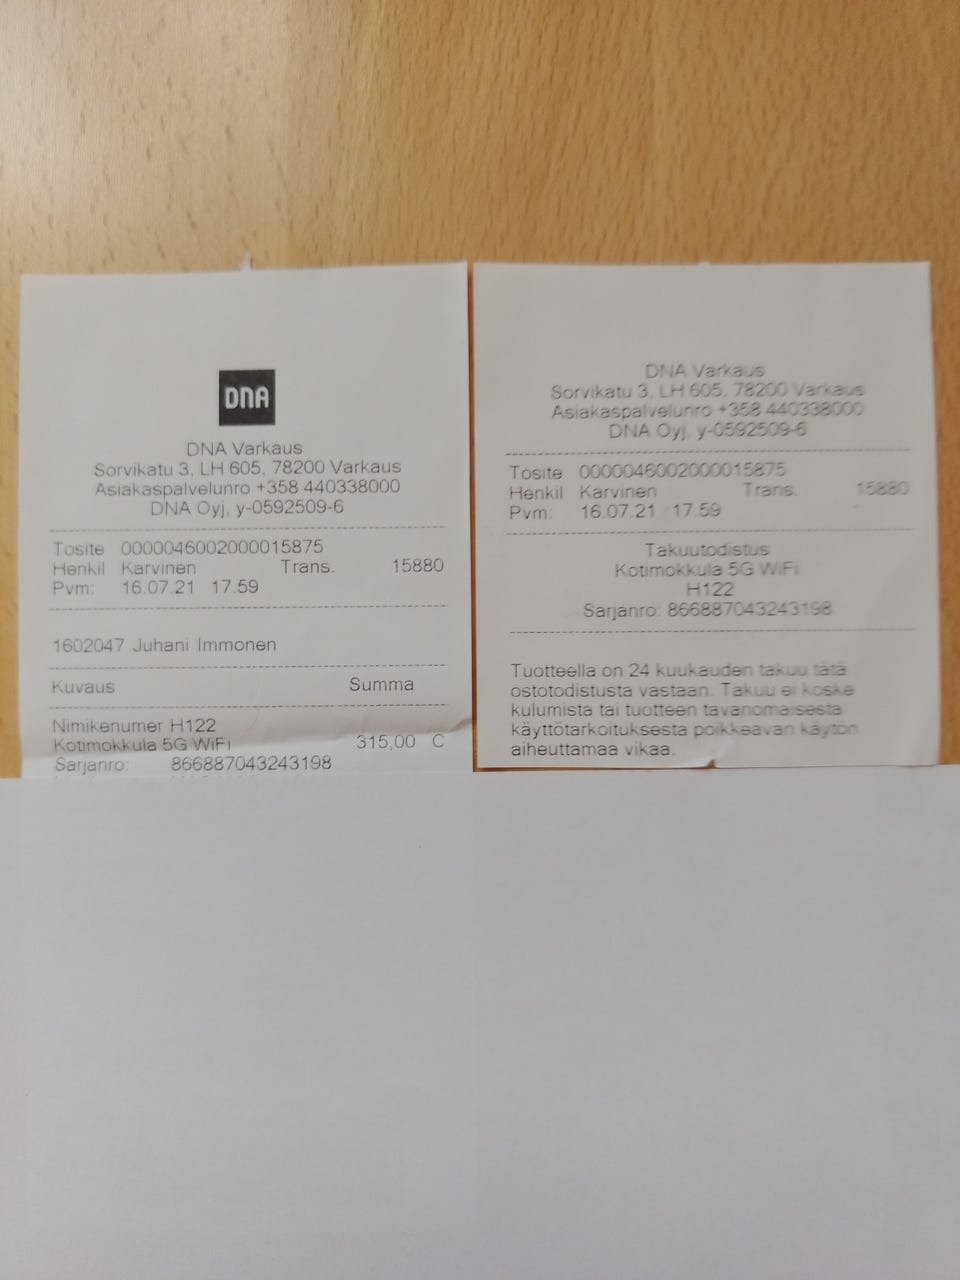 DNA
DNA Varkaus
Sorvikatu 3, LH 605, 78200 Varkaus
Asiakaspalvelunro +358 440338000
DNA Oyj, y-0592509-6
Tosite 0000046002000015875
Henkil Karvinen Trans. 15880
Pvm: 16.07.21 17.59
1602047 Juhani Immonen
Kuvaus Summa
Nimikenumer H122
Kotimokkula 5G WiFi 315,00 C
Sarjanro: 866887043243198
DNA Varkaus
Sorvikatu 3, LH 605, 78200 Varkaus
Asiakaspalvelunro +358 440338000
DNA Oyj, y-0592509-6
Tosite 0000046002000015875
Henkil Karvinen Trans. 15880
Pvm: 16.07.21 17.59
Takuutodistus
Kotimokkula 5G WiFi
H122
Sarjanro: 866887043243198
Tuotteella on 24 kuukauden takuu tätä
ostotodistusta vastaan. Takuu ei koske
kulumista tai tuotteen tavanomaisesta
käyttötarkoituksesta poikkeavan käytön
aiheuttamaa vikaa.